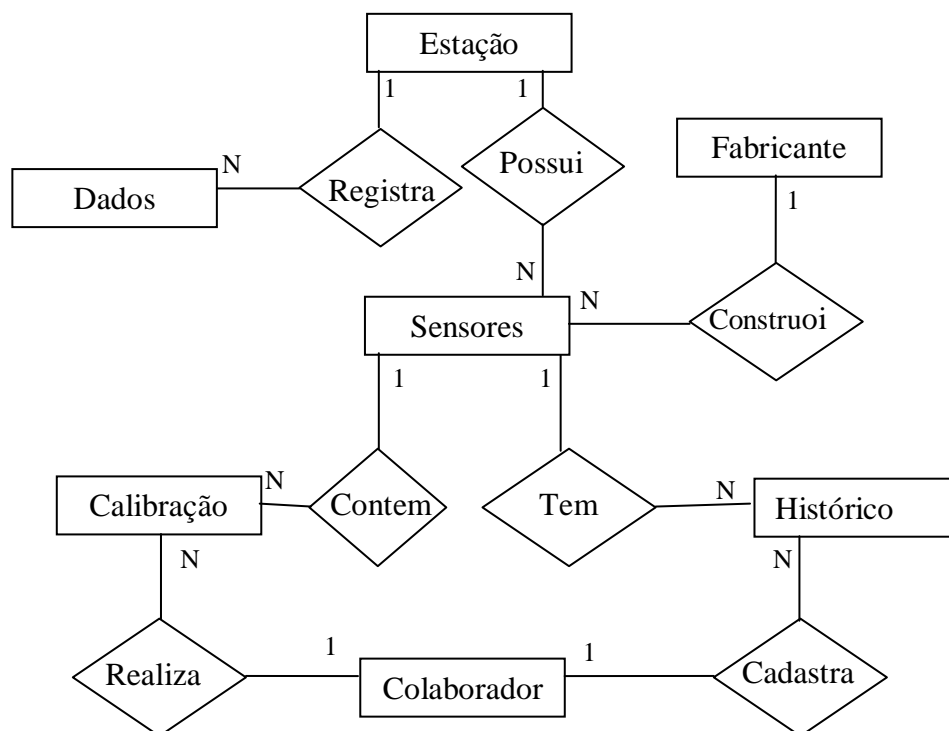 Estação
1
1
Fabricante
Possui
N
Registra
Dados
1
N
N
Sensores
Construoi
1
1
N
Calibração
Contem
Tem
N
Histórico
N
N
1
1
Realiza
Colaborador
Cadastra